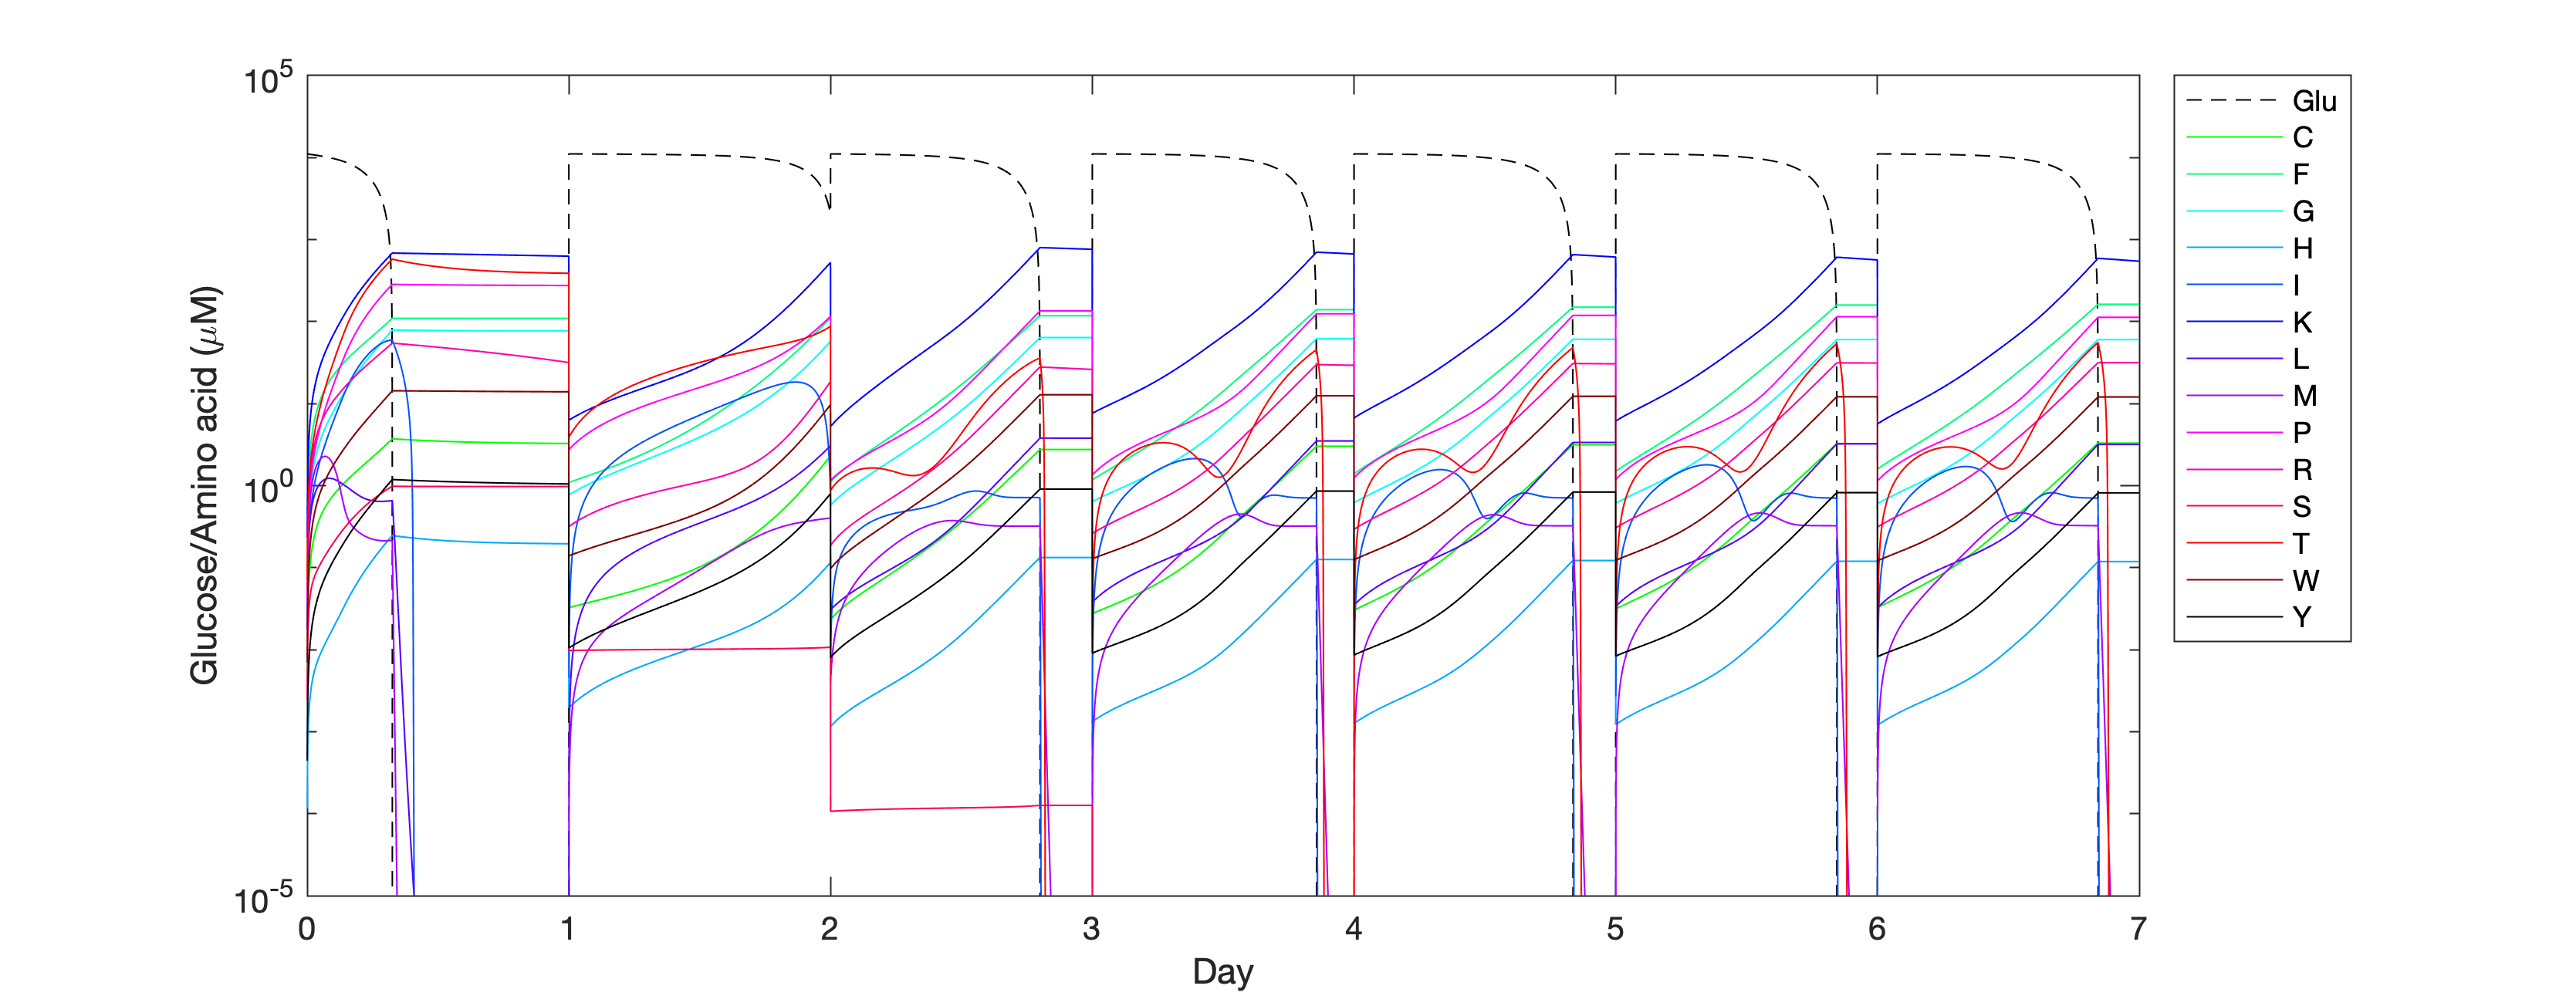 Glucose/Amino acid (μM)
10^5
10^0
10^-5
0 1 2 3 4 5 6 7
Day
Glu
C
F
G
H
I
K
L
M
P
R
S
T
W
Y